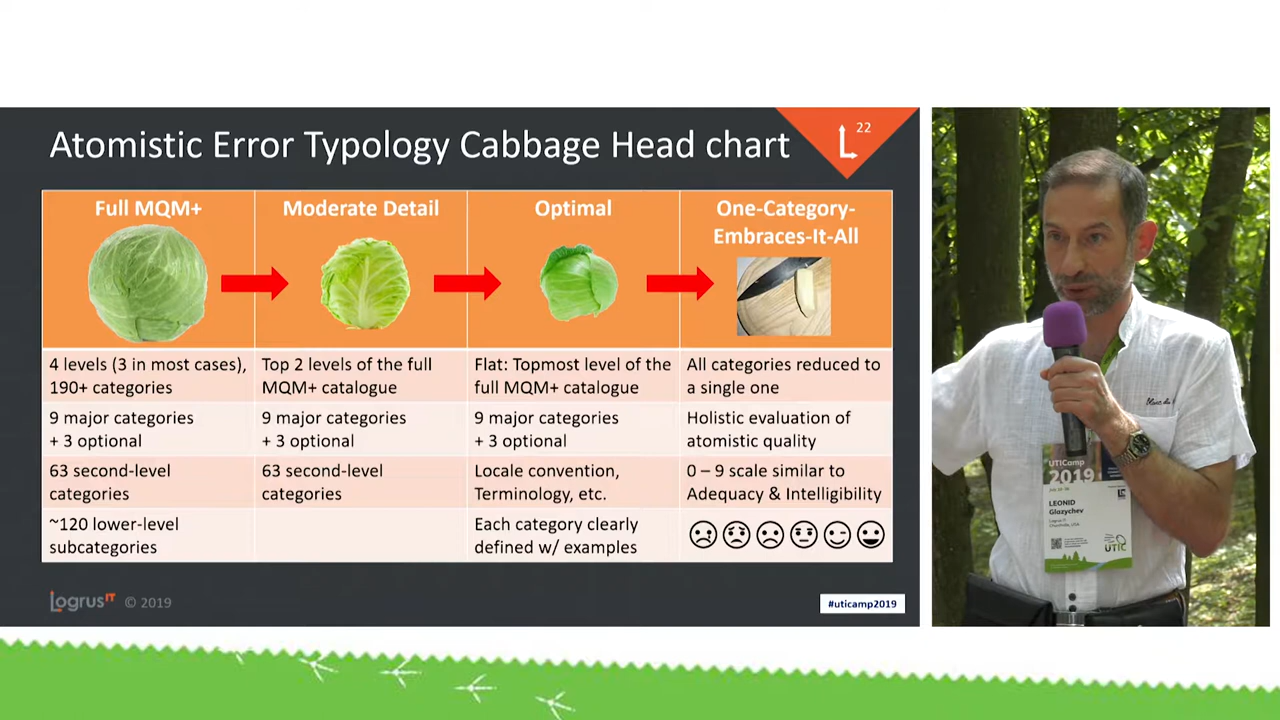 Atomistic Error Typology Cabbage Head chart
22
Full MQM+
Moderate Detail
Optimal
One-Category-
Embraces-It-All
4 levels (3 in most cases),
190+ categories
Top 2 levels of the full
MQM+ catalogue
Flat: Topmost level of the
full MQM+ catalogue
All categories reduced to
a single one
9 major categories
+ 3 optional
9 major categories
+ 3 optional
9 major categories
+ 3 optional
Holistic evaluation of
atomistic quality
63 second-level
categories
63 second-level
categories
Locale convention,
Terminology, etc.
0 – 9 scale similar to
Adequacy & Intelligibility
~120 lower-level
subcategories
Each category clearly
defined w/ examples
LogrusIT © 2019
#uticamp2019
UTICamp
2019
LEONID
Glazychev
Logrus IT
UTIC